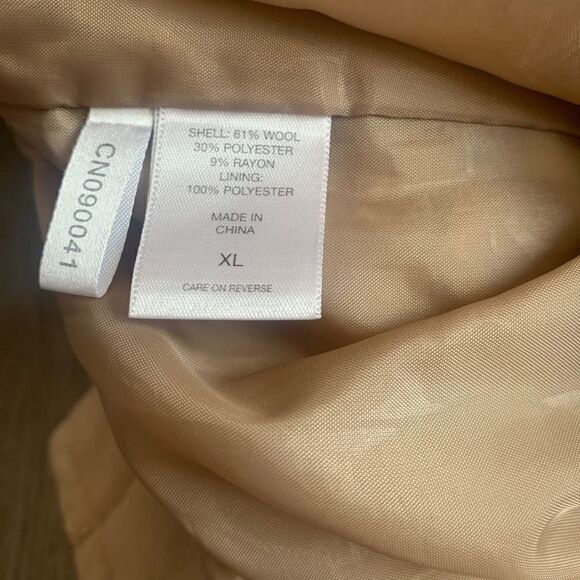 CN090041
SHELL: 61% WOOL
30% POLYESTER
9% RAYON
LINING:
100% POLYESTER
MADE IN
CHINA
XL
CARE ON REVERSE